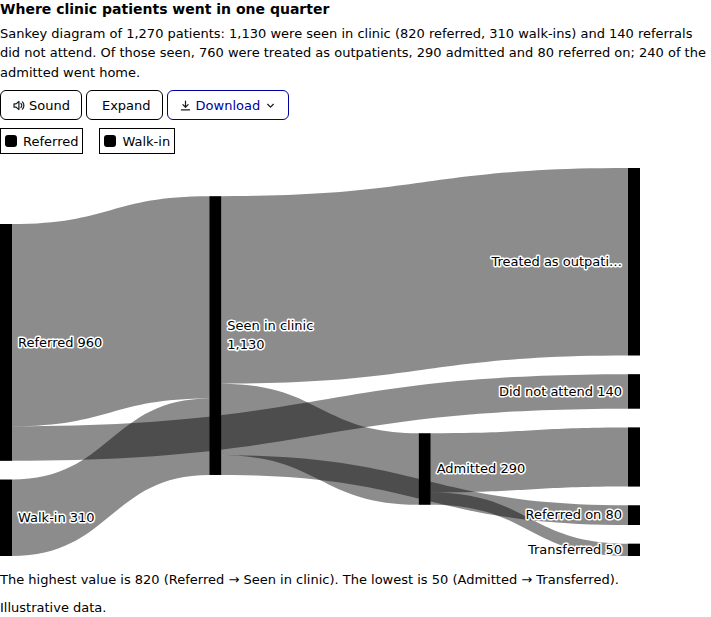 Where clinic patients went in one quarter
Sankey diagram of 1,270 patients: 1,130 were seen in clinic (820 referred, 310 walk-ins) and 140 referrals
did not attend. Of those seen, 760 were treated as outpatients, 290 admitted and 80 referred on; 240 of the
admitted went home.
Sound
Expand
Download
Referred
Walk-in
Treated as outpati…
Seen in clinic
1,130
Referred 960
Did not attend 140
Admitted 290
Referred on 80
Walk-in 310
Transferred 50
The highest value is 820 (Referred → Seen in clinic). The lowest is 50 (Admitted → Transferred).
Illustrative data.